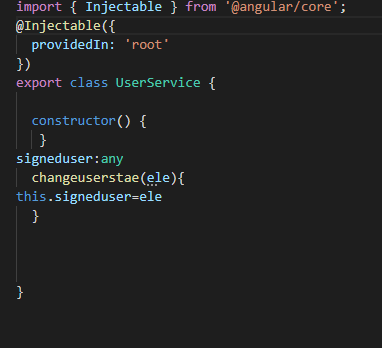 import { Injectable } from '@angular/core';
@Injectable({
  providedIn: 'root'
})
export class UserService {
  constructor() {
   }
signeduser:any
  changeuserstae(ele){
this.signeduser=ele
  }
}